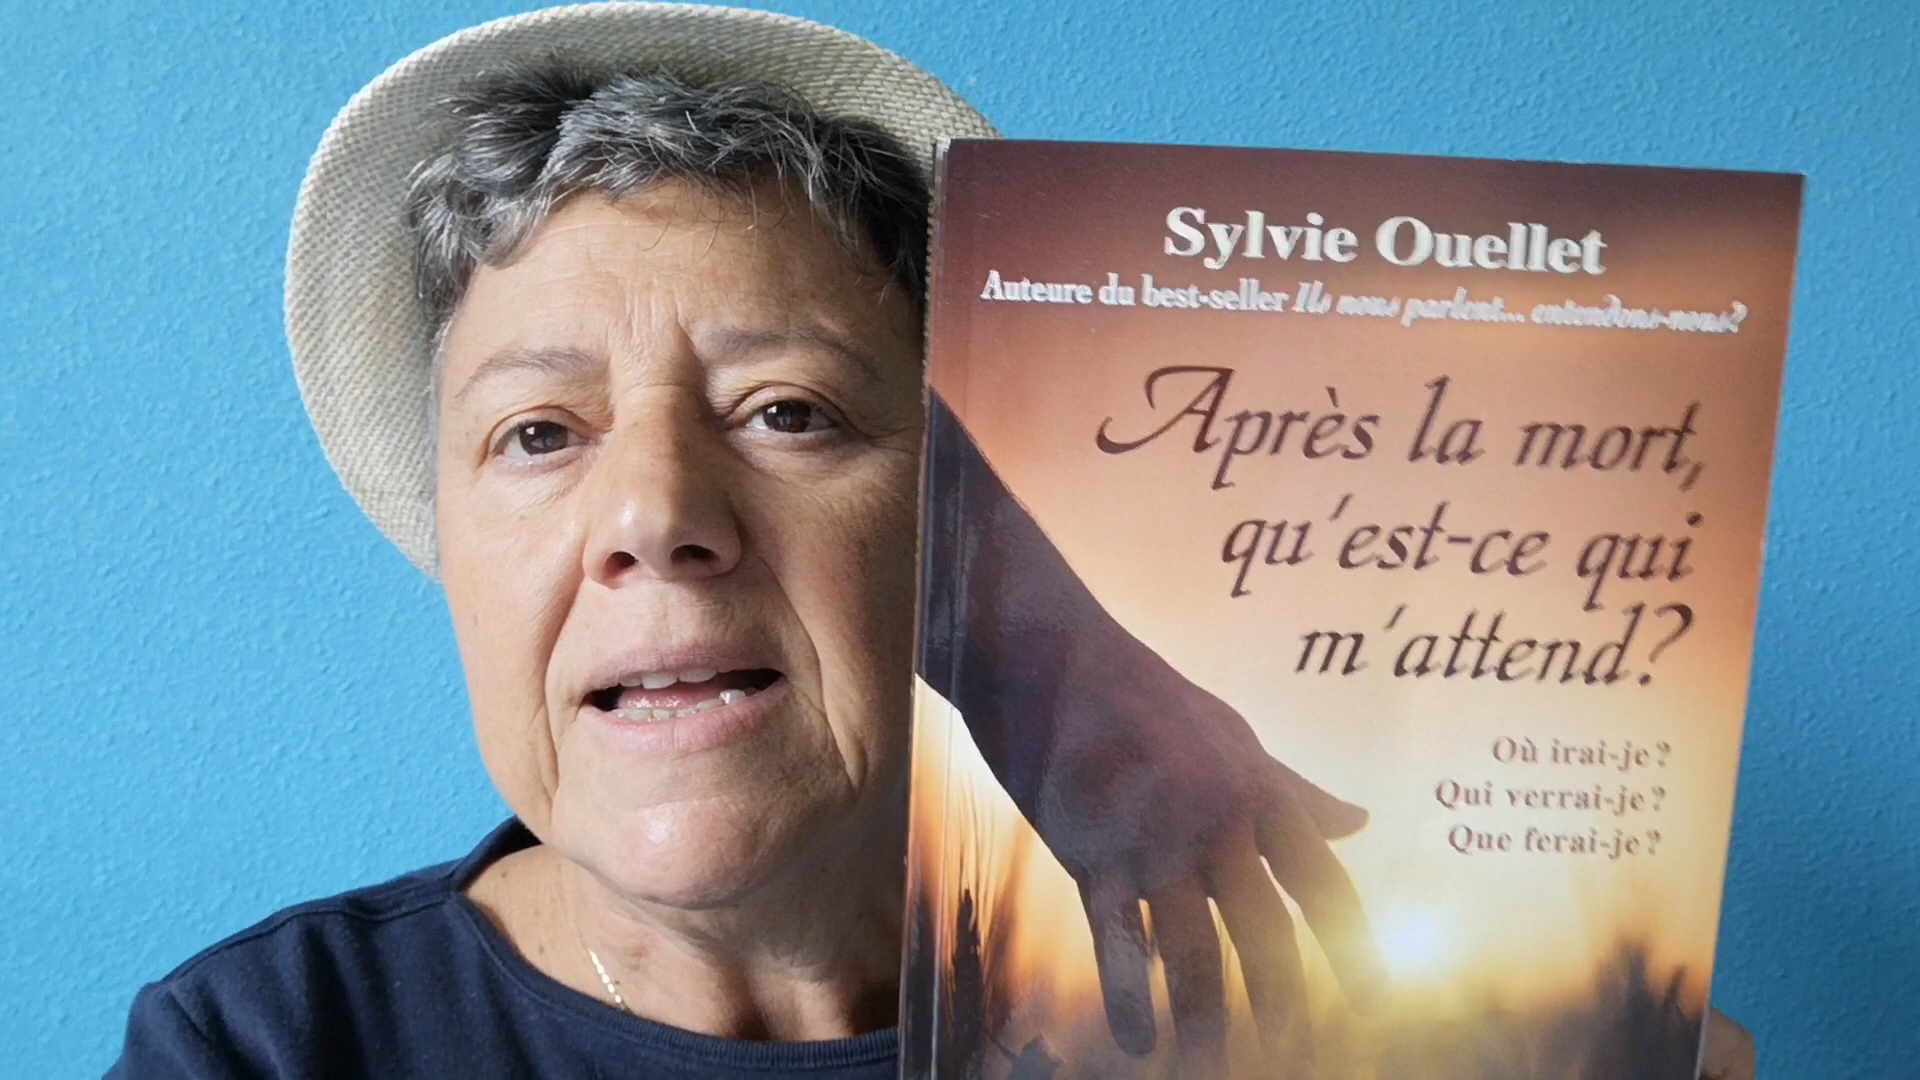 Sylvie Ouellet
Auteure du best-seller Ils nous parlent... entendons-nous?
Après la mort,
qu'est-ce qui
m'attend?
Où irai-je?
Qui verrai-je?
Que ferai-je?